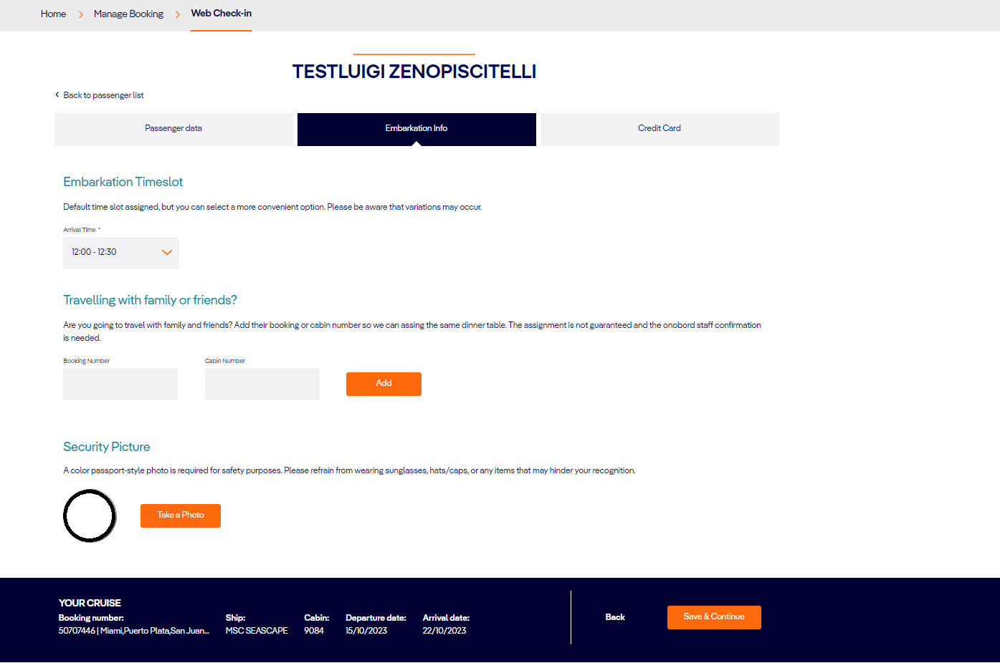 Home > Manage Booking > Web Check-in
TESTLUIGI ZENOPISCITELLI
< Back to passenger list
Passenger data Embarkation Info Credit Card
Embarkation Timeslot
Default time slot assigned, but you can select a more convenient option. Please be aware that variations may occur.
Arrival Time *
12:00 - 12:30
Travelling with family or friends?
Are you going to travel with family and friends? Add their booking or cabin number so we can assing the same dinner table. The assignment is not guaranteed and the onobord staff confirmation
is needed.
Booking Number Cabin Number
Add
Security Picture
A color passport-style photo is required for safety purposes. Please refrain from wearing sunglasses, hats/caps, or any items that may hinder your recognition.
Take a Photo
YOUR CRUISE
Booking number: Ship: Cabin: Departure date: Arrival date:
50707446 | Miami,Puerto Plata,San Juan... MSC SEASCAPE 9084 15/10/2023 22/10/2023
Back Save & Continue